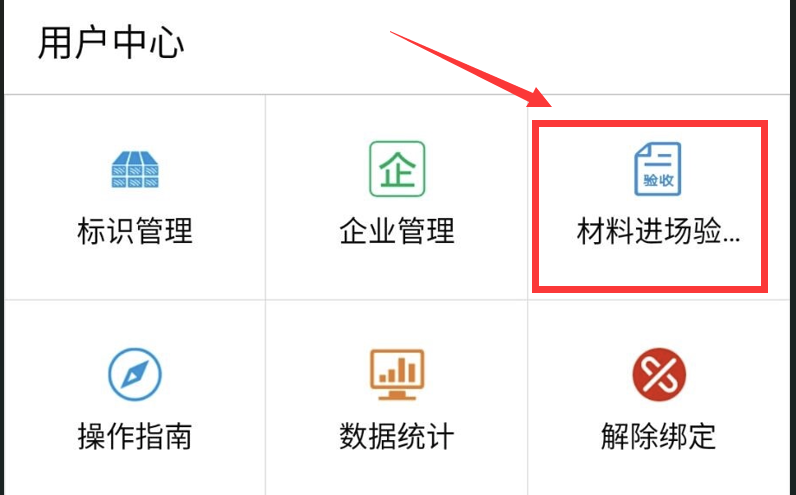 用户中心
企
验收
标识管理
企业管理
材料进场验...
操作指南
数据统计
解除绑定